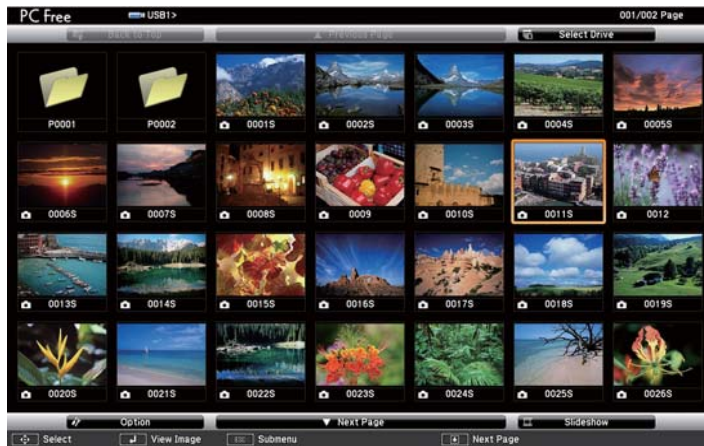 PC Free USB1> 001/002 Page
Back to Top Previous Page Select Drive
P0001 P0002 0001S 0002S 0003S 0004S 0005S
0006S 0007S 0008S 0009 0010S 0011S 0012
0013S 0014S 0015S 0016S 0017S 0018S 0019S
0020S 0021S 0022S 0023S 0024S 0025S 0026S
Option Next Page Slideshow
Select View Image Esc Submenu Next Page